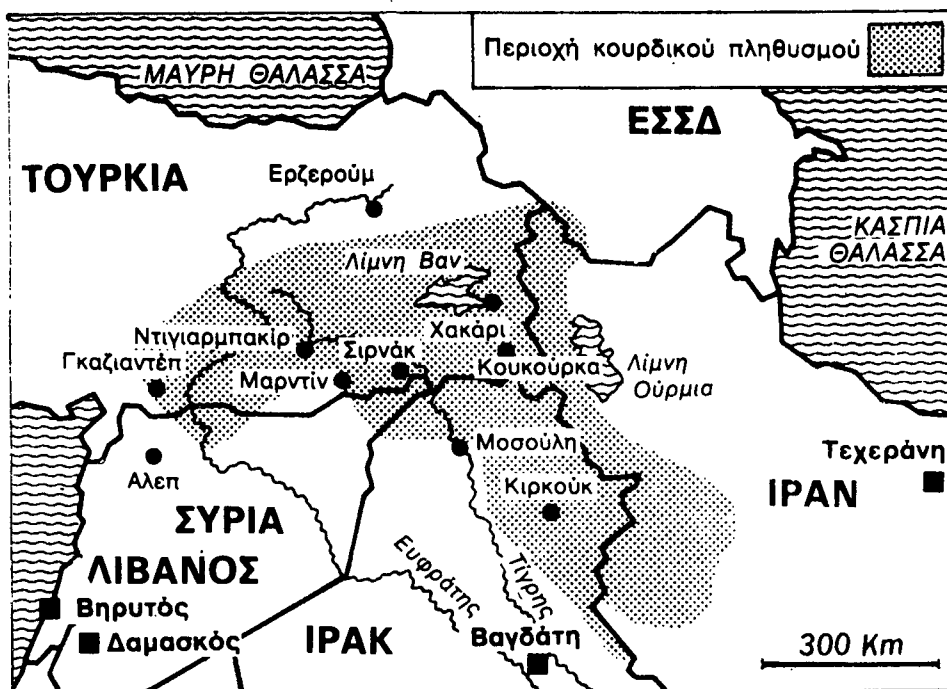 Περιοχή κουρδικού πληθυσμού
ΜΑΥΡΗ ΘΑΛΑΣΣΑ
ΕΣΣΔ
ΤΟΥΡΚΙΑ
Ερζερούμ
ΚΑΣΠΙΑ
ΘΑΛΑΣΣΑ
Λίμνη Βαν
Ντιγιαρμπακίρ
Χακάρι
Γκαζιαντέπ
Σιρνάκ
Κουκούρκα
Λίμνη
Ούρμια
Μαρντίν
Μοσούλη
Τεχεράνη
Αλεπ
Κιρκούκ
ΙΡΑΝ
ΣΥΡΙΑ
ΛΙΒΑΝΟΣ
Ευφράτης
Τίγρης
Βηρυτός
Δαμασκός
ΙΡΑΚ
Βαγδάτη
300 Km